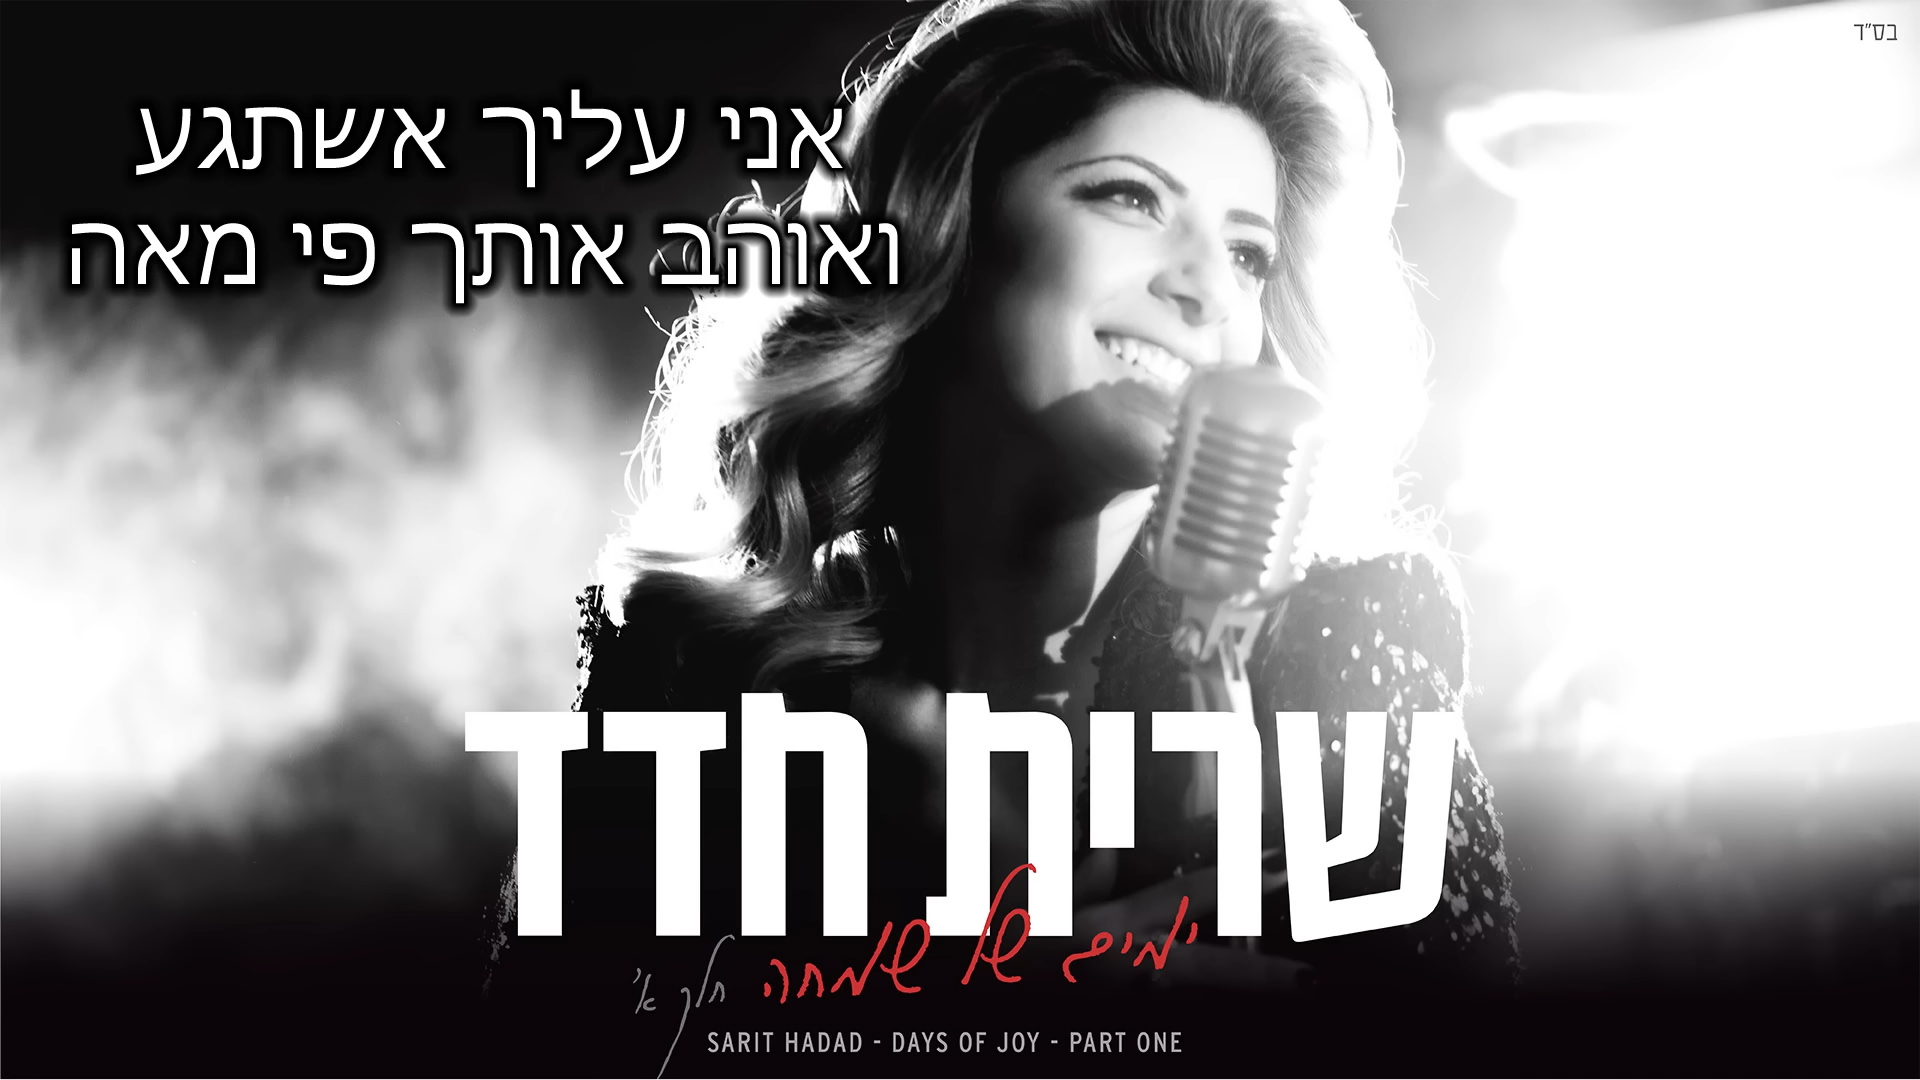 בס"ד
אני עליך אשתגע
ואוהב אותך פי מאה
שרית חדד
ימים של שמחה חלק א'
SARIT HADAD - DAYS OF JOY - PART ONE